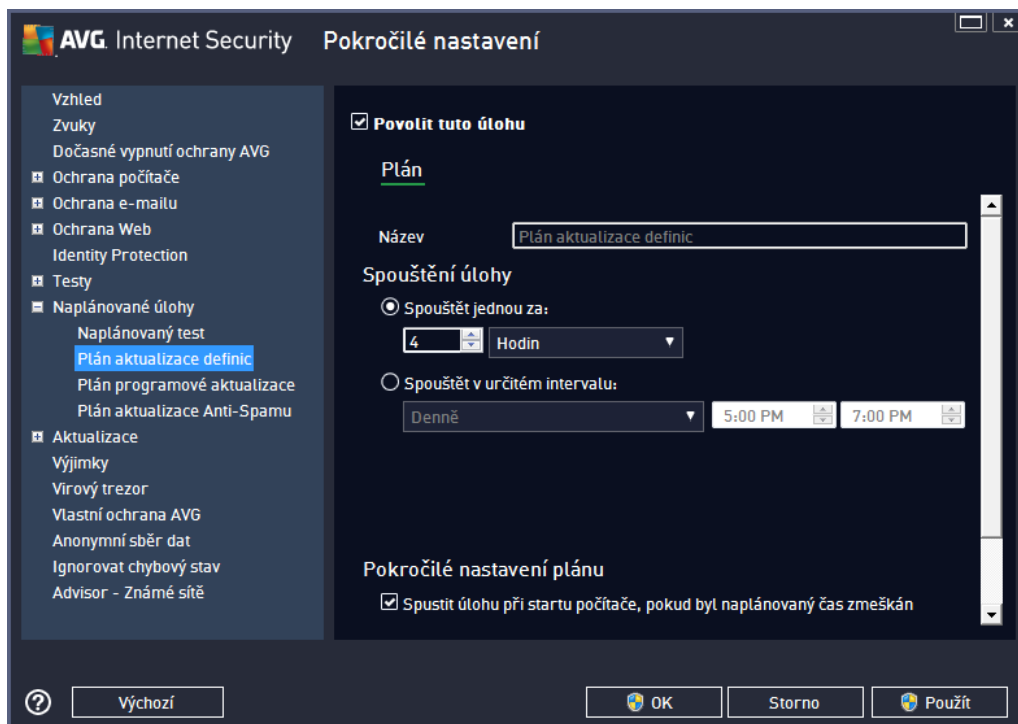 AVG. Internet Security Pokročilé nastavení
Vzhled
Zvuky
Dočasné vypnutí ochrany AVG
Ochrana počítače
Ochrana e-mailu
Ochrana Web
Identity Protection
Testy
Naplánované úlohy
Naplánovaný test
Plán aktualizace definic
Plán programové aktualizace
Plán aktualizace Anti-Spamu
Aktualizace
Výjimky
Virový trezor
Vlastní ochrana AVG
Anonymní sběr dat
Ignorovat chybový stav
Advisor - Známé sítě
Povolit tuto úlohu
Plán
Název Plán aktualizace definic
Spouštění úlohy
Spouštět jednou za:
4 Hodin
Spouštět v určitém intervalu:
Denně 5:00 PM 7:00 PM
Pokročilé nastavení plánu
Spustit úlohu při startu počítače, pokud byl naplánovaný čas zmeškán
Výchozí OK Storno Použít